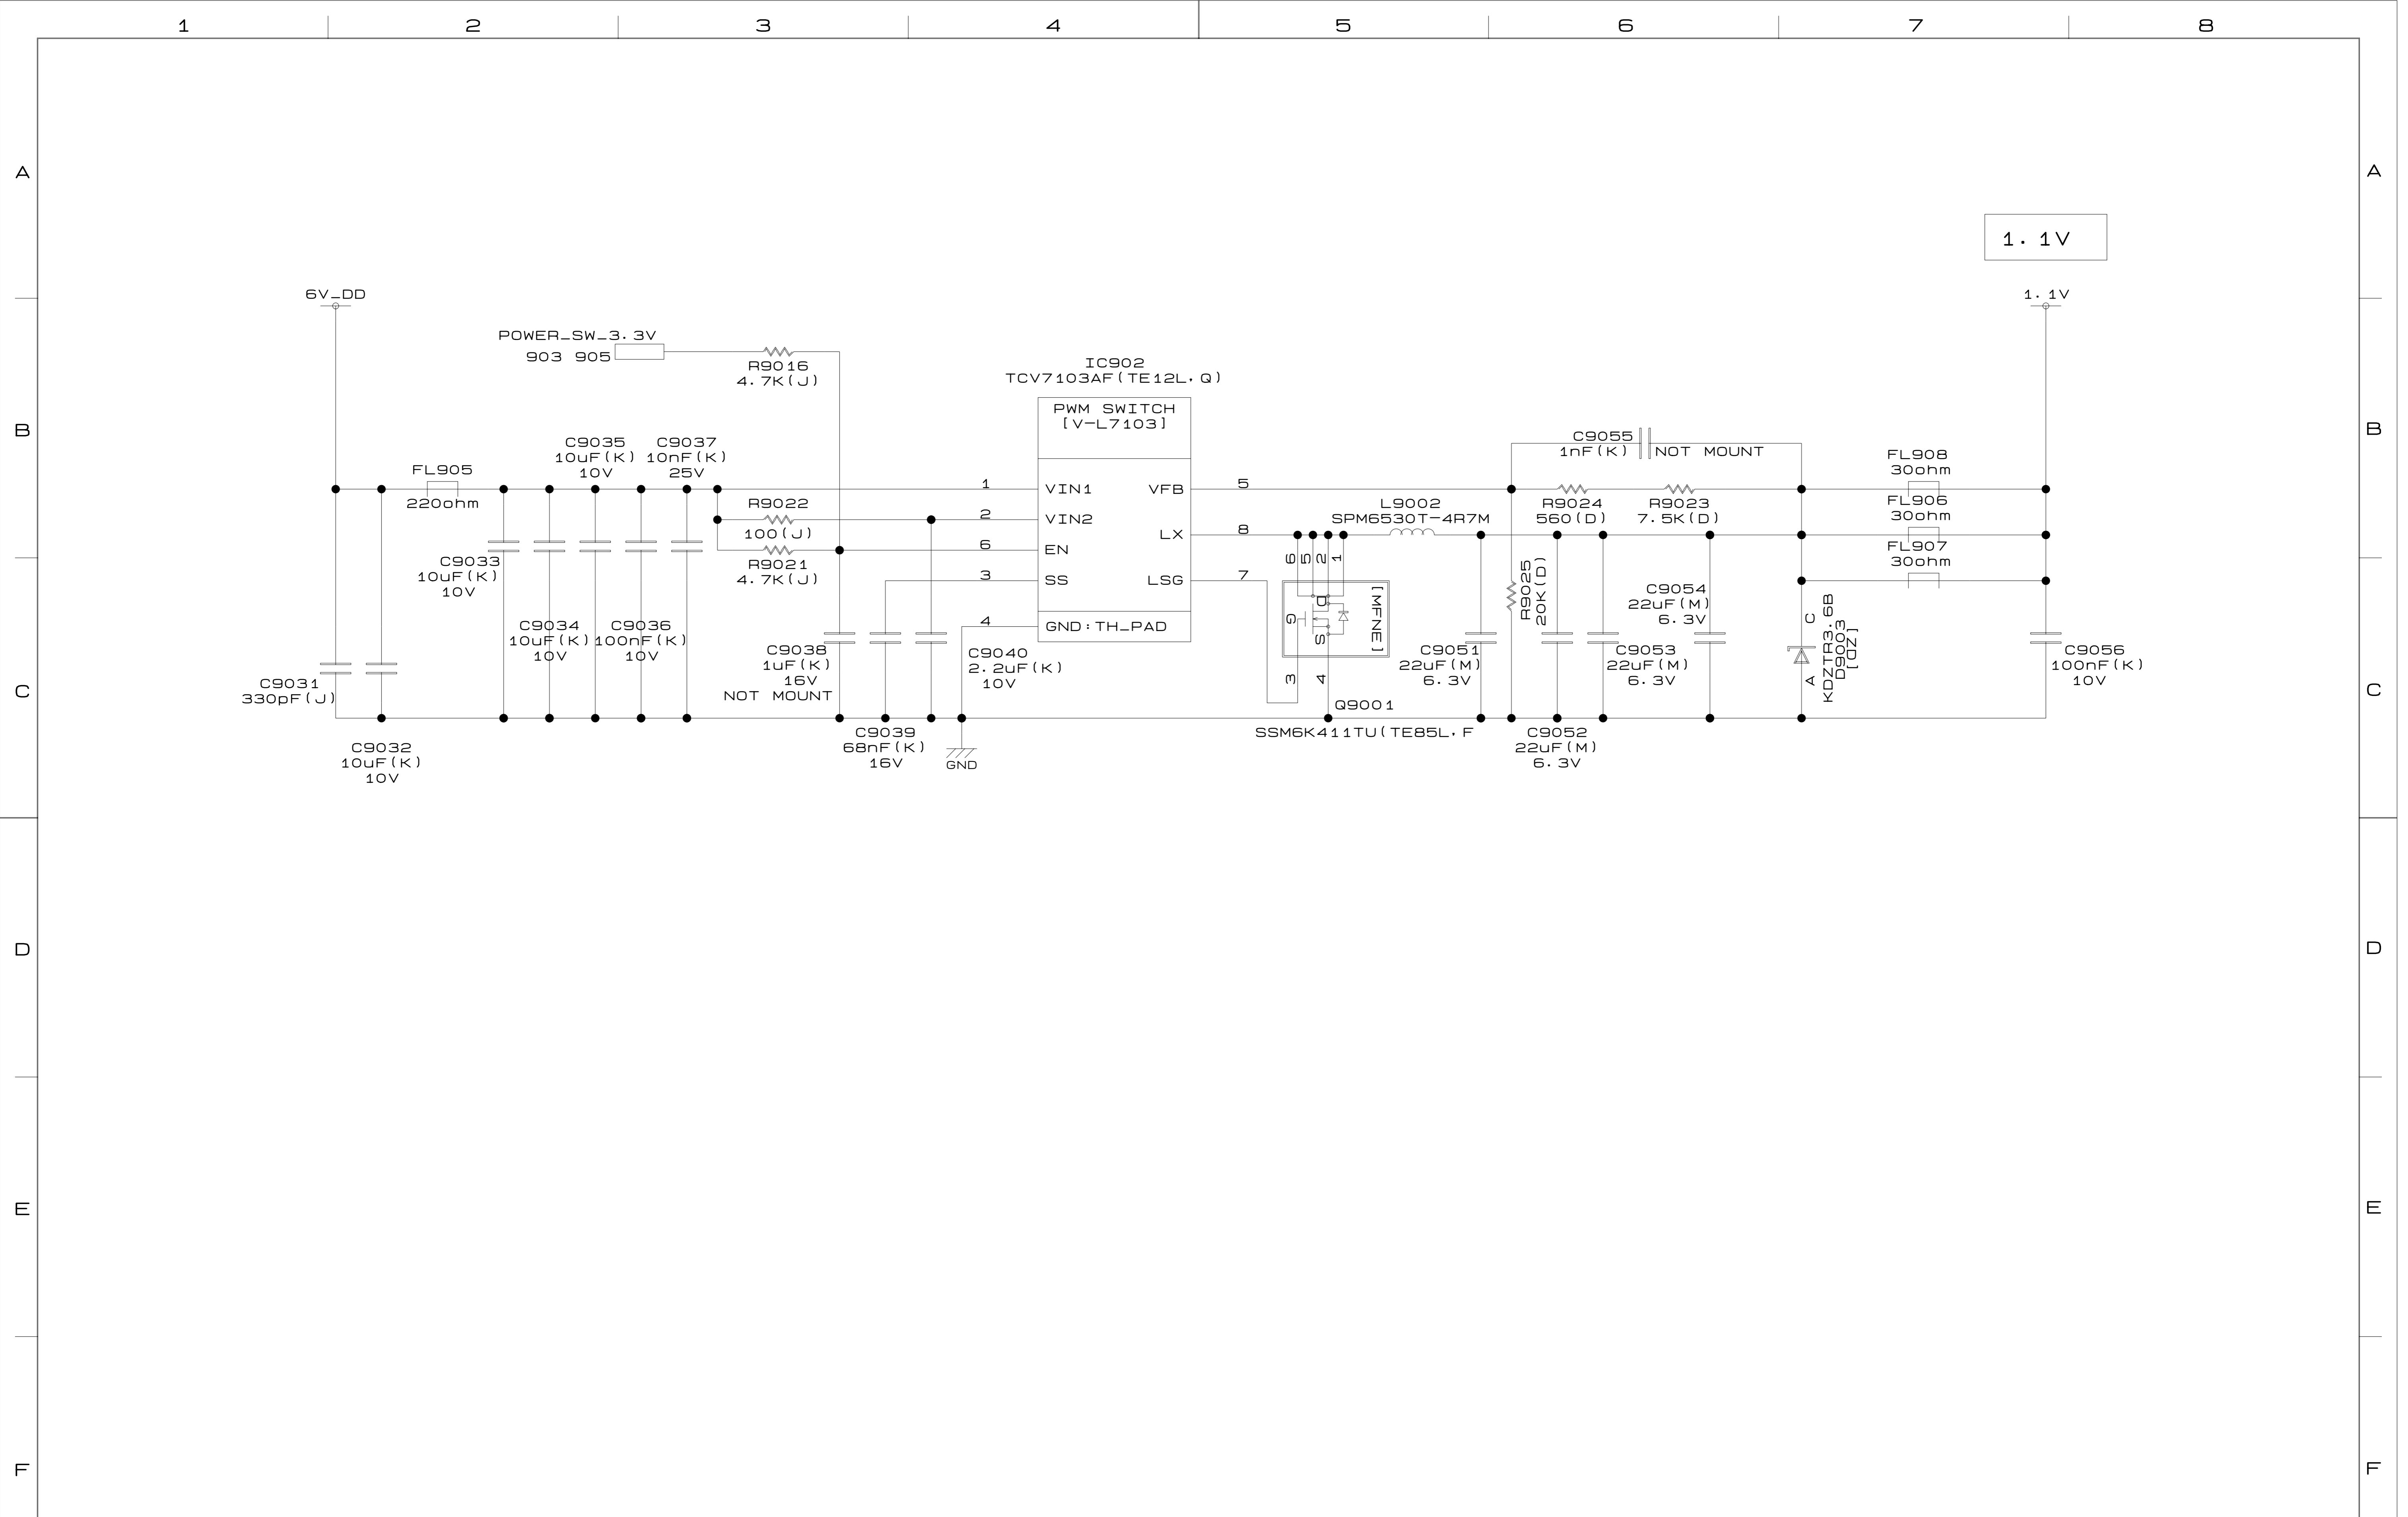 1 2 3 4 5 6 7 8
A A
1.1V
6V_DD
1.1V
POWER_SW_3.3V
903 905
R9016
4.7K(J)
IC902
TCV7103AF(TE12L,Q)
PWM SWITCH
[V-L7103]
B B
C9035
10uF(K)
10V
C9037
10nF(K)
25V
C9055
1nF(K)
NOT MOUNT
FL905
220ohm
FL908
30ohm
1 VIN1
VFB 5
R9022
100(J)
2 VIN2
L9002
SPM6530T-4R7M
R9024
560(D)
R9023
7.5K(D)
FL906
30ohm
LX 8
6 EN
R9021
4.7K(J)
FL907
30ohm
C9033
10uF(K)
10V
3 SS
LSG 7
6
5
2
1
D
G
S
[MFNE]
3
4
R9025
20K(D)
C9054
22uF(M)
6.3V
C9034
10uF(K)
10V
C9036
100nF(K)
10V
4 GND:TH_PAD
C9038
1uF(K)
16V
NOT MOUNT
C9040
2.2uF(K)
10V
C9051
22uF(M)
6.3V
C9053
22uF(M)
6.3V
C
A
KDZTR3.6B
D9003
[DZ]
C9056
100nF(K)
10V
C C
C9031
330pF(J)
Q9001
SSM6K411TU(TE85L,F
C9032
10uF(K)
10V
C9039
68nF(K)
16V
GND
C9052
22uF(M)
6.3V
D D
E E
F F